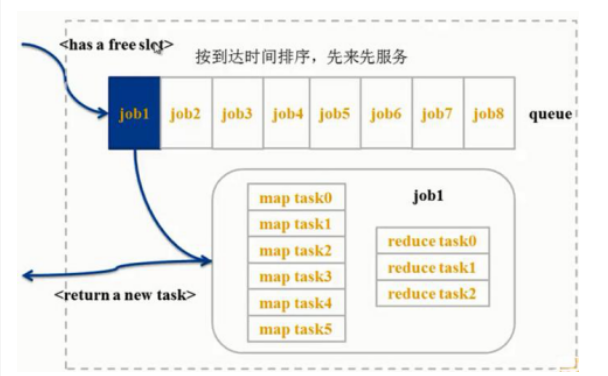 <has a free slot>
按到达时间排序，先来先服务
job1 job2 job3 job4 job5 job6 job7 job8 queue
job1
map task0
map task1
map task2
map task3
map task4
map task5
reduce task0
reduce task1
reduce task2
<return a new task>